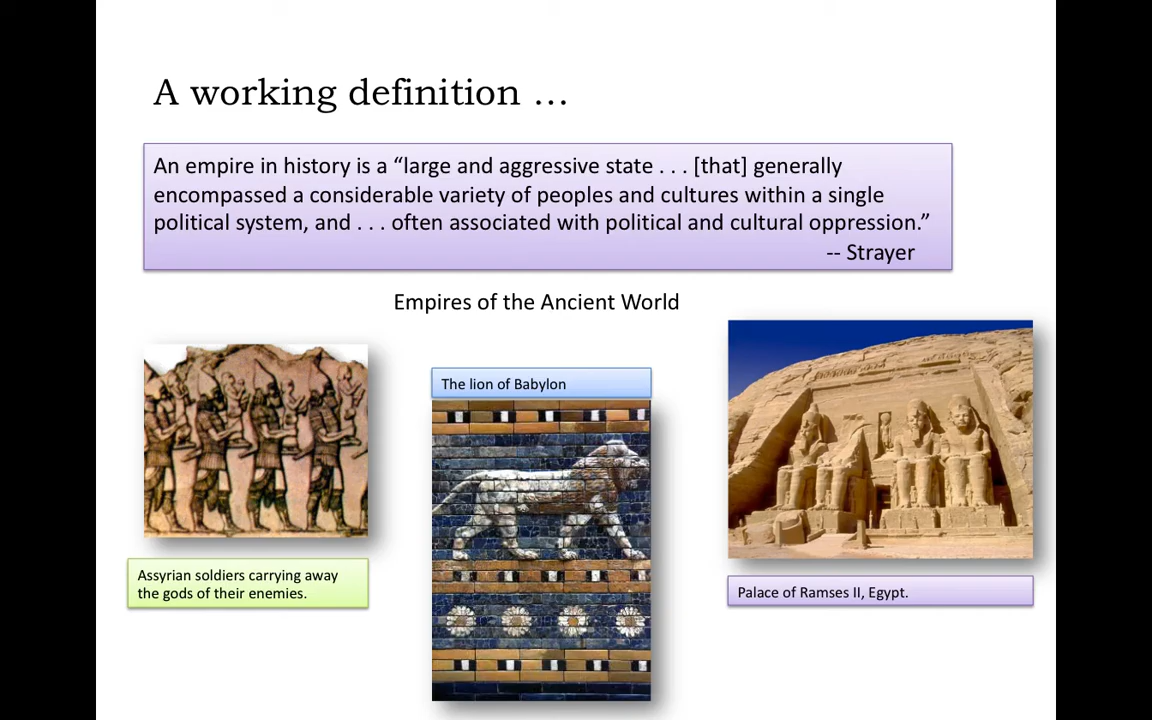 A working definition …
An empire in history is a “large and aggressive state . . . [that] generally
encompassed a considerable variety of peoples and cultures within a single
political system, and . . . often associated with political and cultural oppression.”
-- Strayer
Empires of the Ancient World
The lion of Babylon
Assyrian soldiers carrying away
the gods of their enemies.
Palace of Ramses II, Egypt.